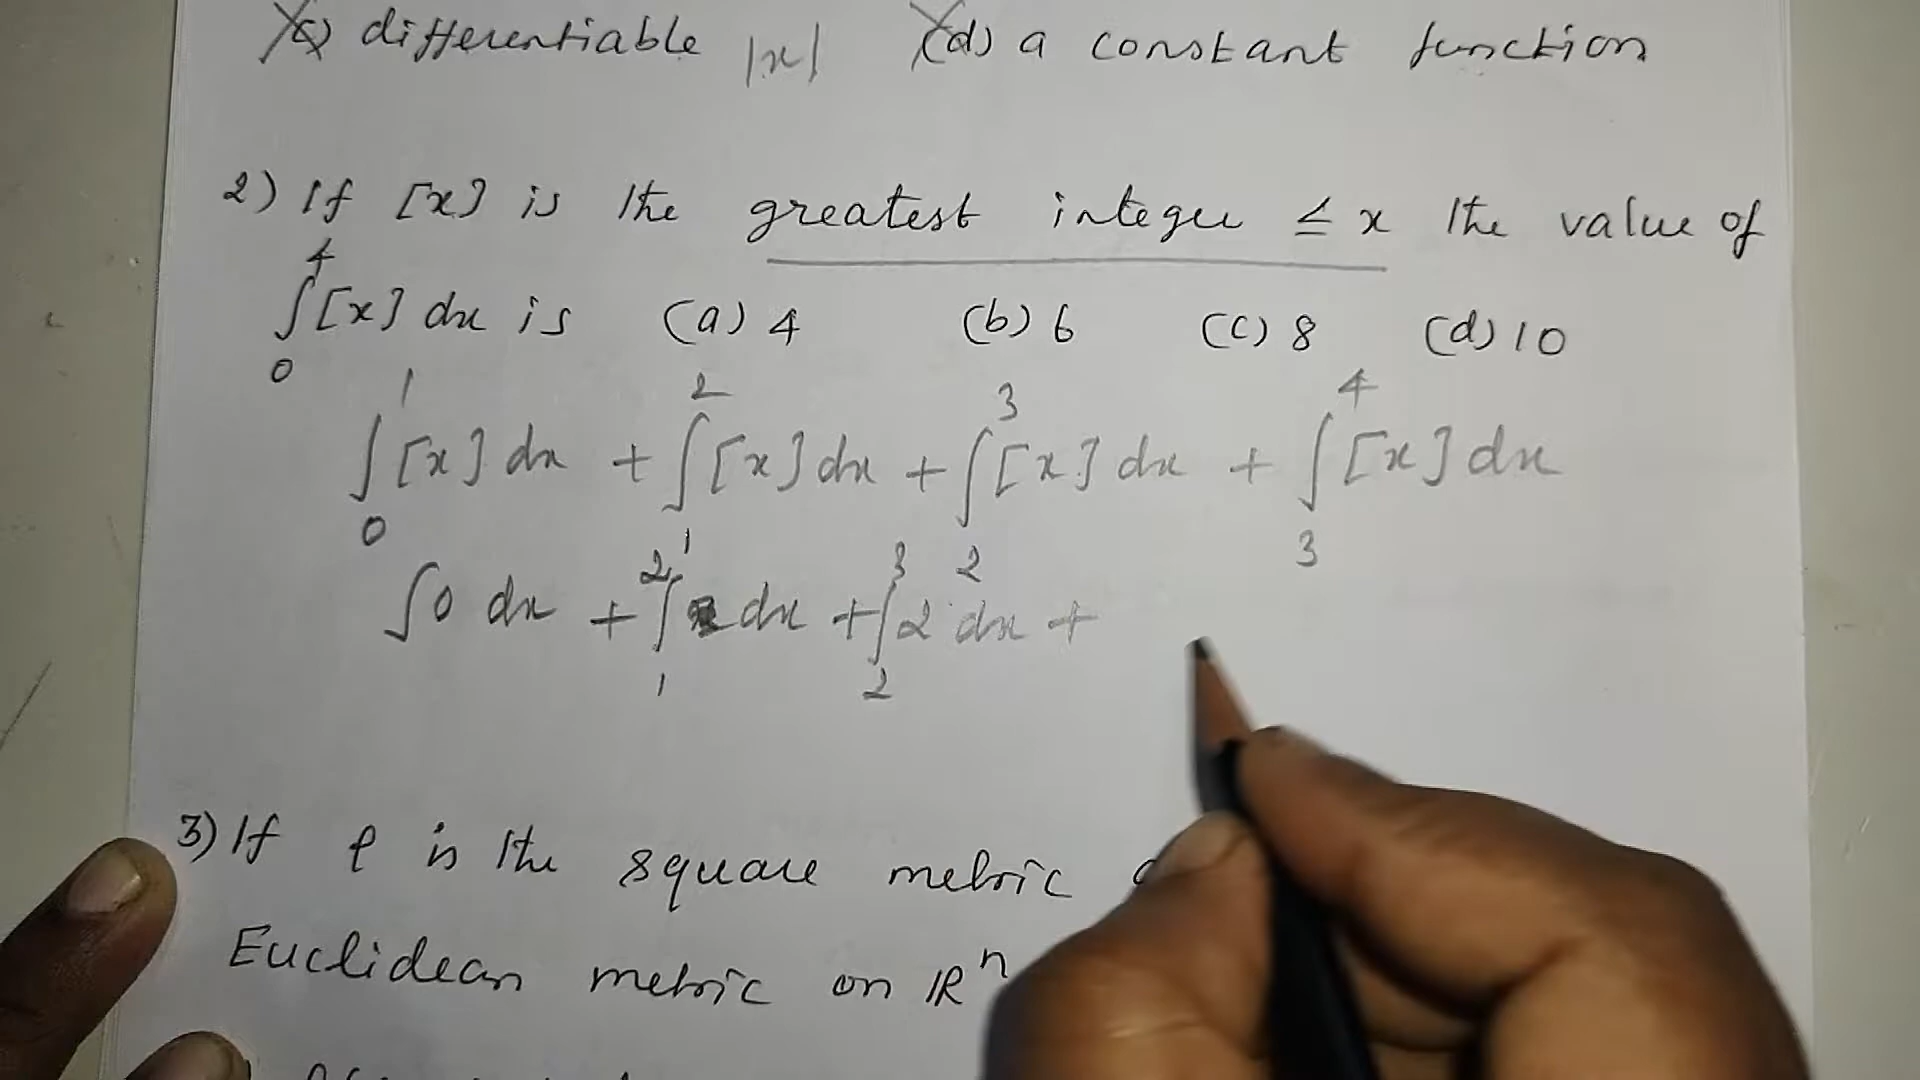 (c) differentiable |x| (d) a constant function
2) If [x] is the greatest integer ≤ x the value of
∫₀⁴ [x] dx is (a) 4 (b) 6 (c) 8 (d) 10
∫₀¹ [x] dx + ∫₁² [x] dx + ∫₂³ [x] dx + ∫₃⁴ [x] dx
∫ 0 dx + ∫₁² dx + ∫₂³ 2 dx +
3) If ρ is the square metric
Euclidean metric on ℝⁿ